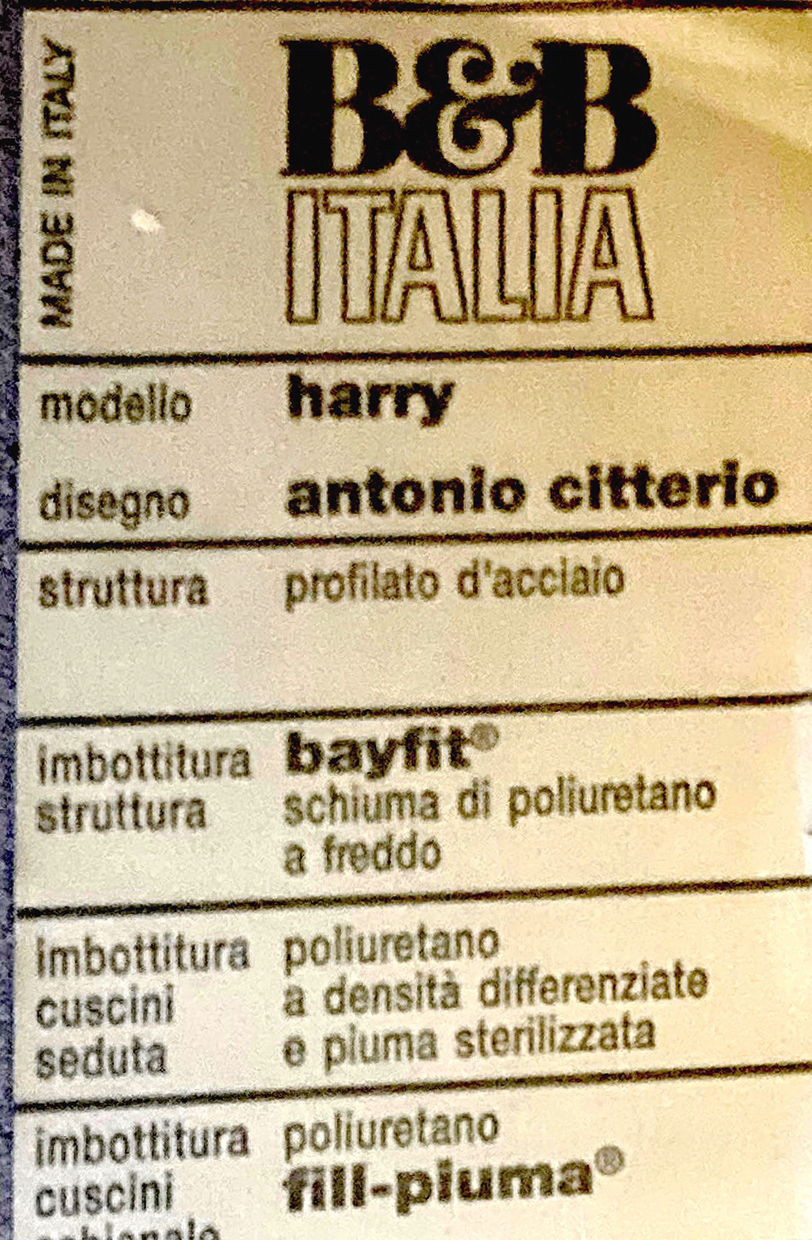 MADE IN ITALY
B&B
ITALIA
modello harry
disegno antonio citterio
struttura profilato d'acciaio
imbottitura bayfit®
struttura schiuma di poliuretano
a freddo
imbottitura poliuretano
cuscini a densità differenziate
seduta e piuma sterilizzata
imbottitura poliuretano
cuscini fill-piuma®
schienale